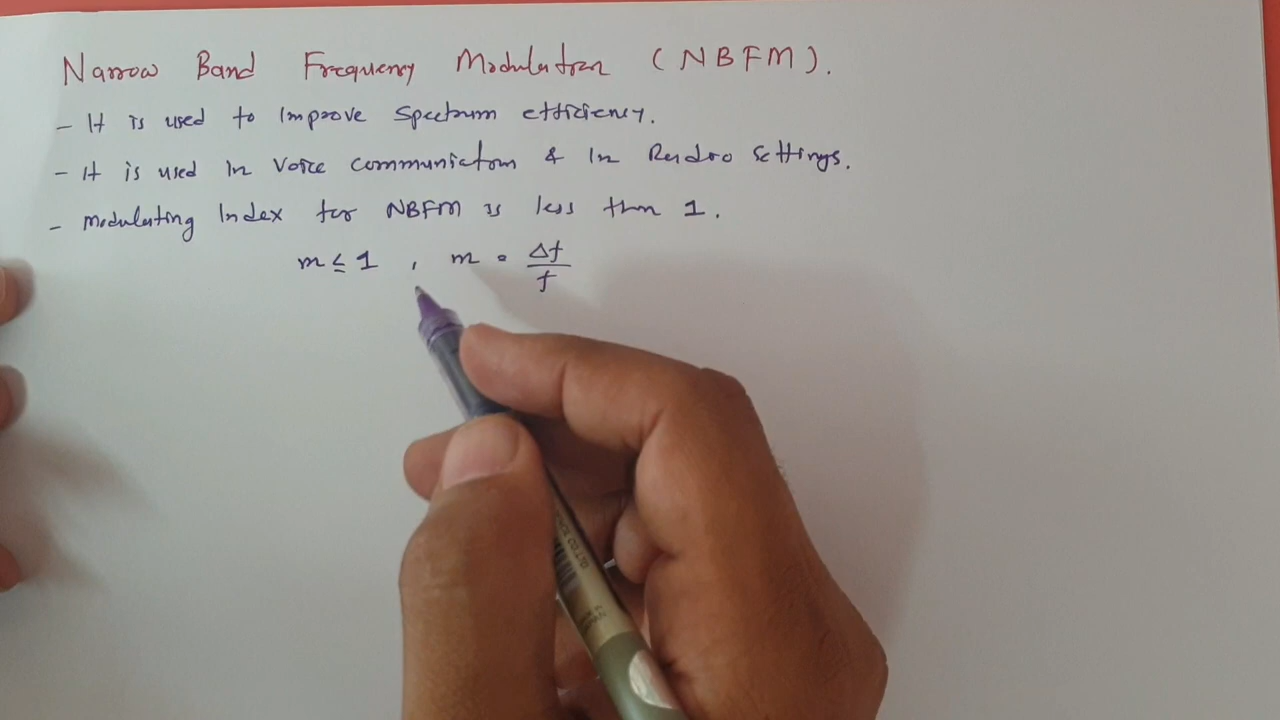 Narrow Band Frequency Modulation (NBFM).
- It is used to Improve Spectrum efficiency.
- It is used In Voice communication & In Radio Settings.
- Modulating Index for NBFM is less than 1.
m ≤ 1 , m = Δf/f